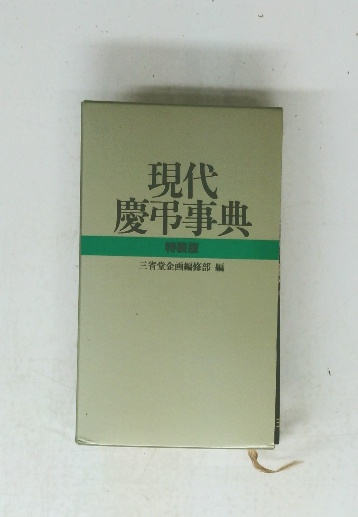 現代
慶弔事典
特装版
三省堂企画編修部 編